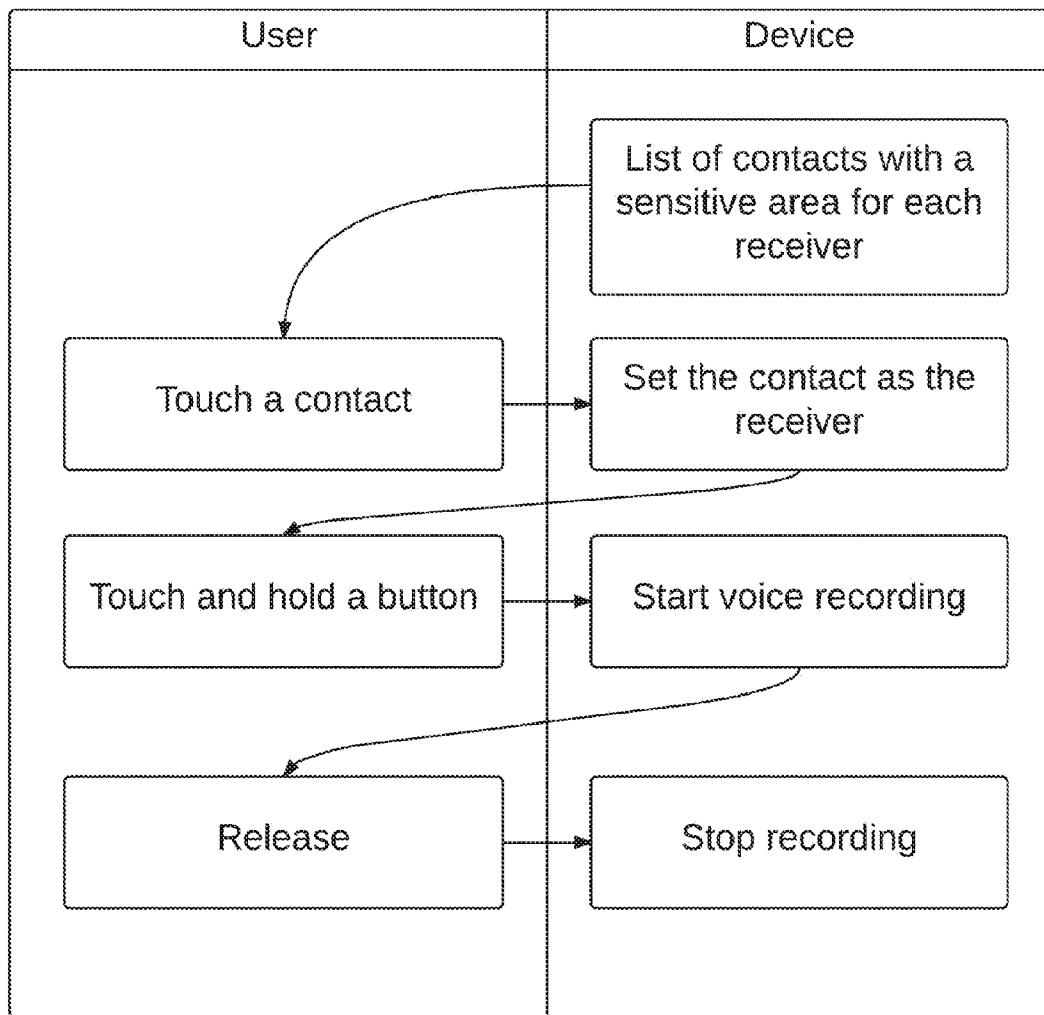 User
Device
List of contacts with a
sensitive area for each
receiver
Touch a contact
Set the contact as the
receiver
Touch and hold a button
Start voice recording
Release
Stop recording